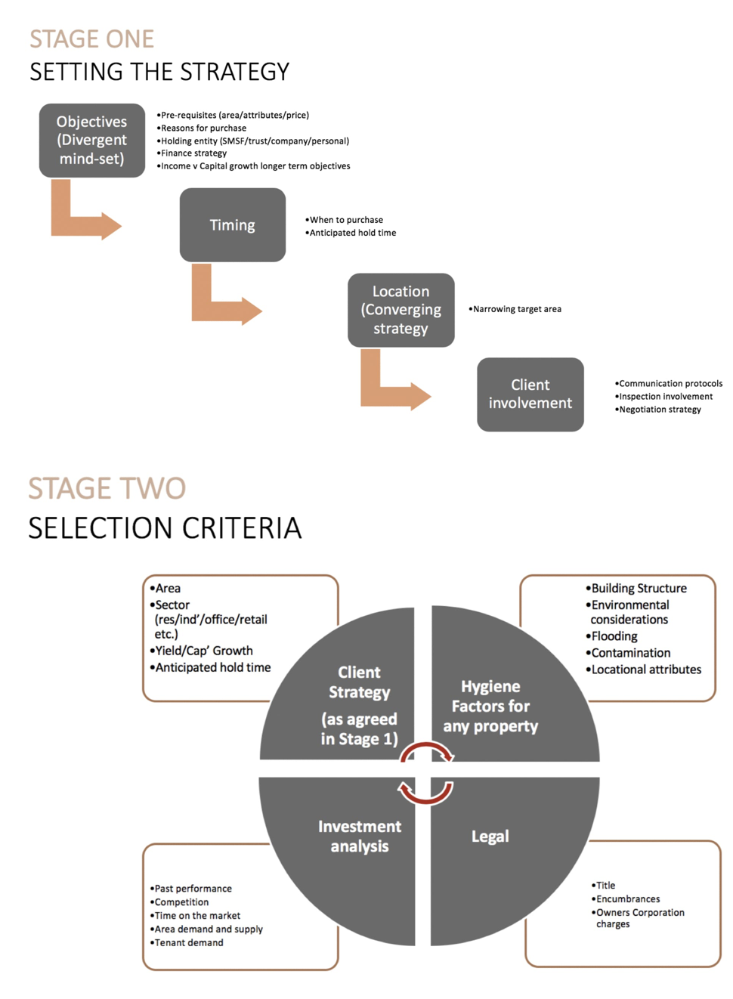 STAGE ONE
SETTING THE STRATEGY
Objectives
(Divergent
mind-set)
•Pre-requisites (area/attributes/price)
•Reasons for purchase
•Holding entity (SMSF/trust/company/personal)
•Finance strategy
•Income v Capital growth longer term objectives
Timing
•When to purchase
•Anticipated hold time
Location
(Converging
strategy
•Narrowing target area
Client
involvement
•Communication protocols
•Inspection involvement
•Negotiation strategy
STAGE TWO
SELECTION CRITERIA
•Area
•Sector
(res/ind’/office/retail
etc.)
•Yield/Cap’ Growth
•Anticipated hold time
Client
Strategy
(as agreed
in Stage 1)
•Building Structure
•Environmental
considerations
•Flooding
•Contamination
•Locational attributes
Hygiene
Factors for
any property
Investment
analysis
•Past performance
•Competition
•Time on the market
•Area demand and supply
•Tenant demand
Legal
•Title
•Encumbrances
•Owners Corporation
charges